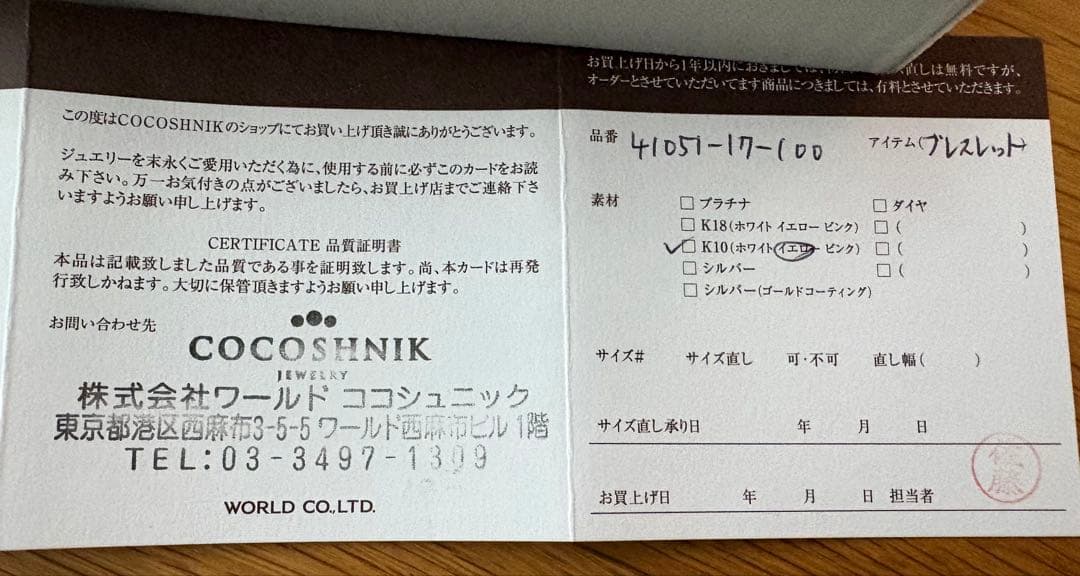 この度はCOCOSHNIKのショップにてお買い上げ頂き誠にありがとうございます。
ジュエリーを末永くご愛用いただく為に、使用する前に必ずこのカードをお読
み下さい。万一お気付きの点がございましたら、お買上げ店までご連絡下さ
いますようお願い申し上げます。
CERTIFICATE 品質証明書
本品は記載致しました品質である事を証明致します。尚、本カードは再発
行致しかねます。大切に保管頂きますようお願い申し上げます。
お問い合わせ先
COCOSHNIK
JEWELRY
株式会社ワールド ココシュニック
東京都港区西麻布3-5-5 ワールド西麻布ビル 1階
TEL:03-3497-1309
WORLD CO.,LTD.
お買上げ日から1年以内におきましては、直しは無料ですが、
オーダーとさせていただいてます商品につきましては、有料とさせていただきます。
品番 41051-17-100 アイテム(ブレスレット)
素材 □ プラチナ □ ダイヤ
□ K18(ホワイト イエロー ピンク) □ ( )
✓□ K10(ホワイト イエロー ピンク) □ ( )
□ シルバー □ ( )
□ シルバー(ゴールドコーティング)
サイズ# サイズ直し 可・不可 直し幅( )
サイズ直し承り日 年 月 日
お買上げ日 年 月 日 担当者 佐藤